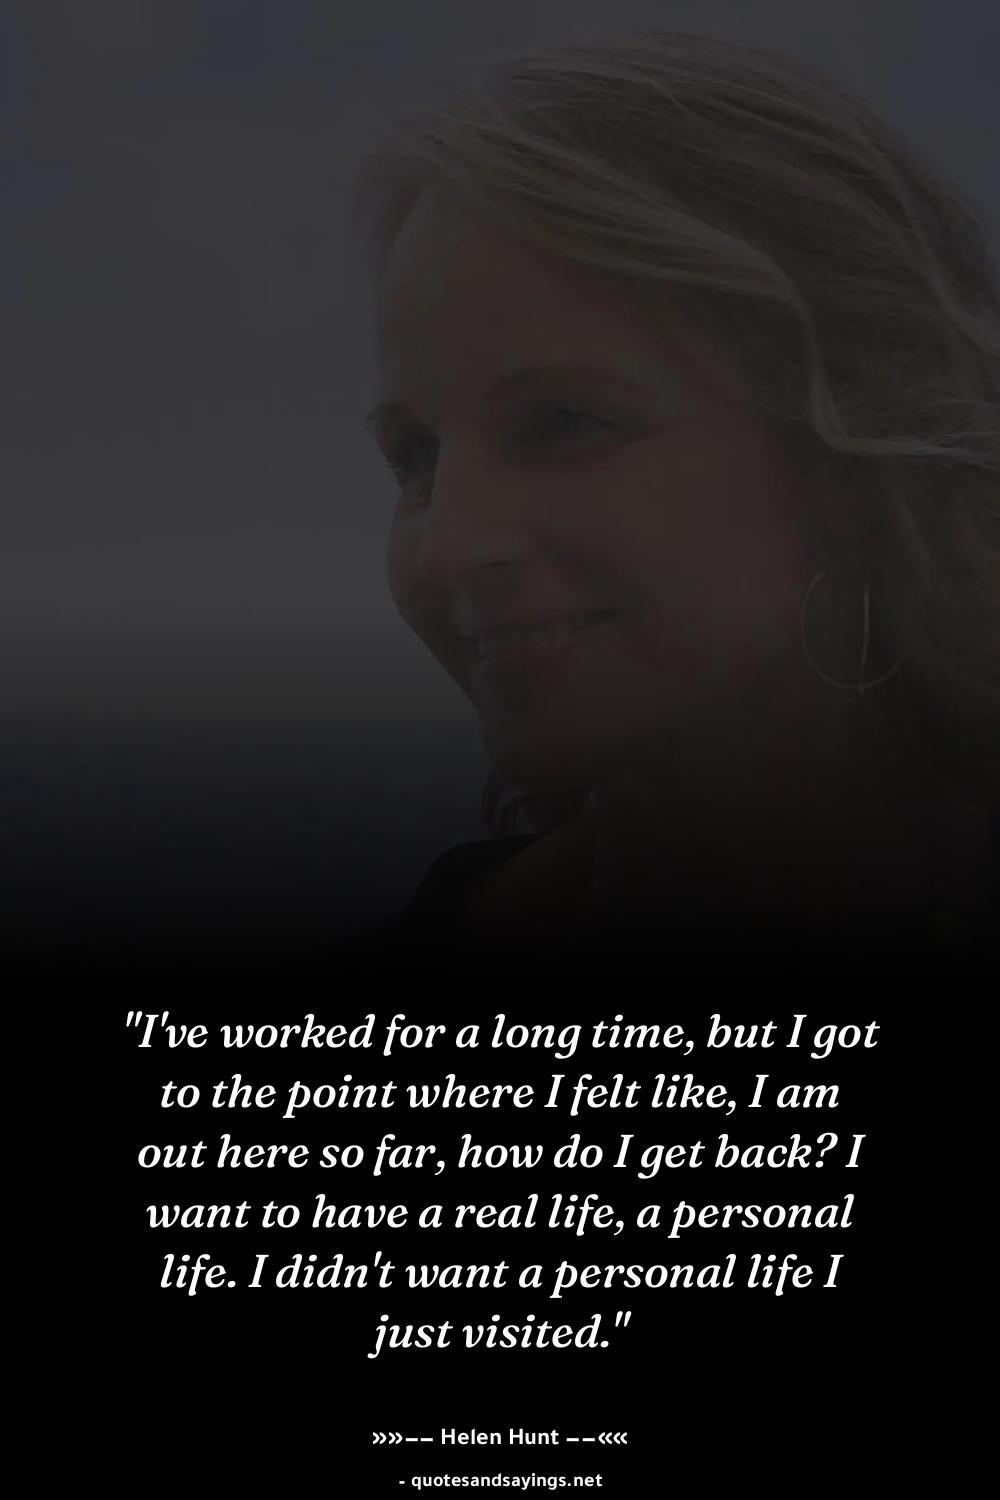 "I've worked for a long time, but I got
to the point where I felt like, I am
out here so far, how do I get back? I
want to have a real life, a personal
life. I didn't want a personal life I
just visited."
»»–– Helen Hunt ––««
- quotesandsayings.net